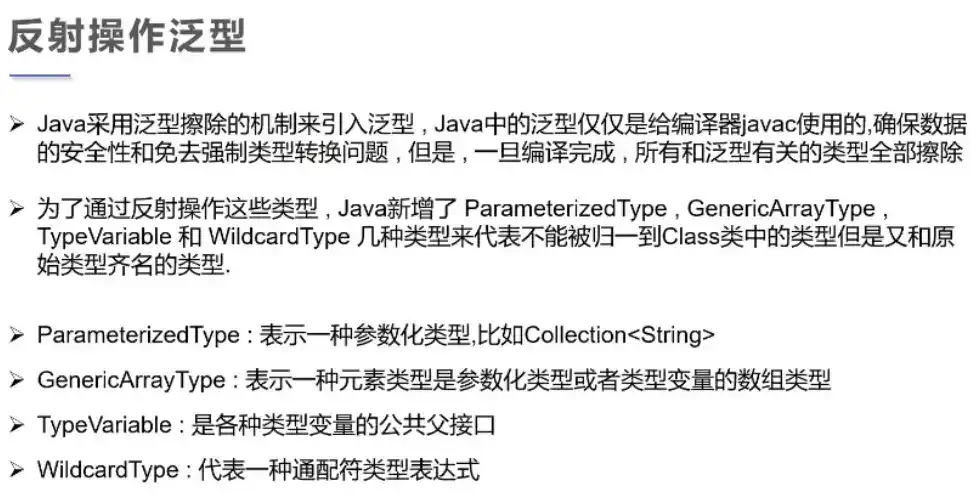 反射操作泛型
➢ Java采用泛型擦除的机制来引入泛型 , Java中的泛型仅仅是给编译器javac使用的,确保数据
的安全性和免去强制类型转换问题 , 但是 , 一旦编译完成 , 所有和泛型有关的类型全部擦除
➢ 为了通过反射操作这些类型 , Java新增了 ParameterizedType , GenericArrayType ,
TypeVariable 和 WildcardType 几种类型来代表不能被归一到Class类中的类型但是又和原
始类型齐名的类型.
➢ ParameterizedType : 表示一种参数化类型,比如Collection<String>
➢ GenericArrayType : 表示一种元素类型是参数化类型或者类型变量的数组类型
➢ TypeVariable : 是各种类型变量的公共父接口
➢ WildcardType : 代表一种通配符类型表达式